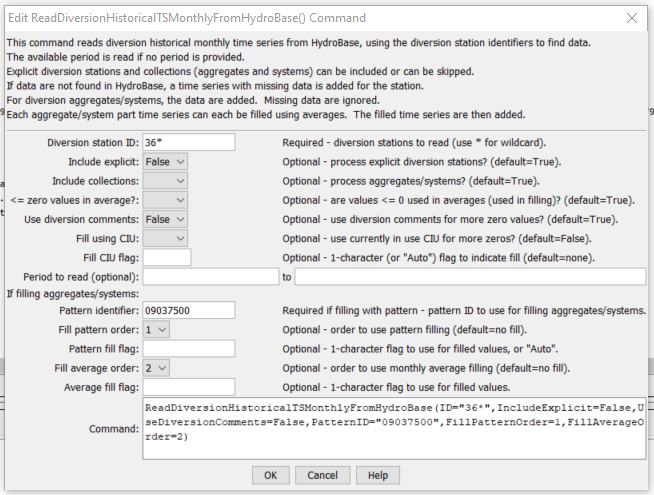 Edit ReadDiversionHistoricalTSMonthlyFromHydroBase() Command
This command reads diversion historical monthly time series from HydroBase, using the diversion station identifiers to find data.
The available period is read if no period is provided.
Explicit diversion stations and collections (aggregates and systems) can be included or can be skipped.
If data are not found in HydroBase, a time series with missing data is added for the station.
For diversion aggregates/systems, the data are added.  Missing data are ignored.
Each aggregate/system part time series can each be filled using averages.  The filled time series are then added.
Diversion station ID: 36* Required - diversion stations to read (use * for wildcard).
Include explicit: False Optional - process explicit diversion stations? (default=True).
Include collections: Optional - process aggregates/systems? (default=True).
<= zero values in average?: Optional - are values <= 0 used in averages (used in filling)? (default=True).
Use diversion comments: False Optional - use diversion comments for more zero values? (default=True).
Fill using CIU: Optional - use currently in use CIU for more zeros? (default=False).
Fill CIU flag: Optional - 1-character (or "Auto") flag to indicate fill (default=none).
Period to read (optional): to
If filling aggregates/systems:
Pattern identifier: 09037500 Required if filling with pattern - pattern ID to use for filling aggregates/systems.
Fill pattern order: 1 Optional - order to use pattern filling (default=no fill).
Pattern fill flag: Optional - 1-character flag to use for filled values, or "Auto".
Fill average order: 2 Optional - order to use monthly average filling (default=no fill).
Average fill flag: Optional - 1-character flag to use for filled values.
ReadDiversionHistoricalTSMonthlyFromHydroBase(ID="36*",IncludeExplicit=False,U
Command: seDiversionComments=False,PatternID="09037500",FillPatternOrder=1,FillAverageO
rder=2)
OK Cancel Help